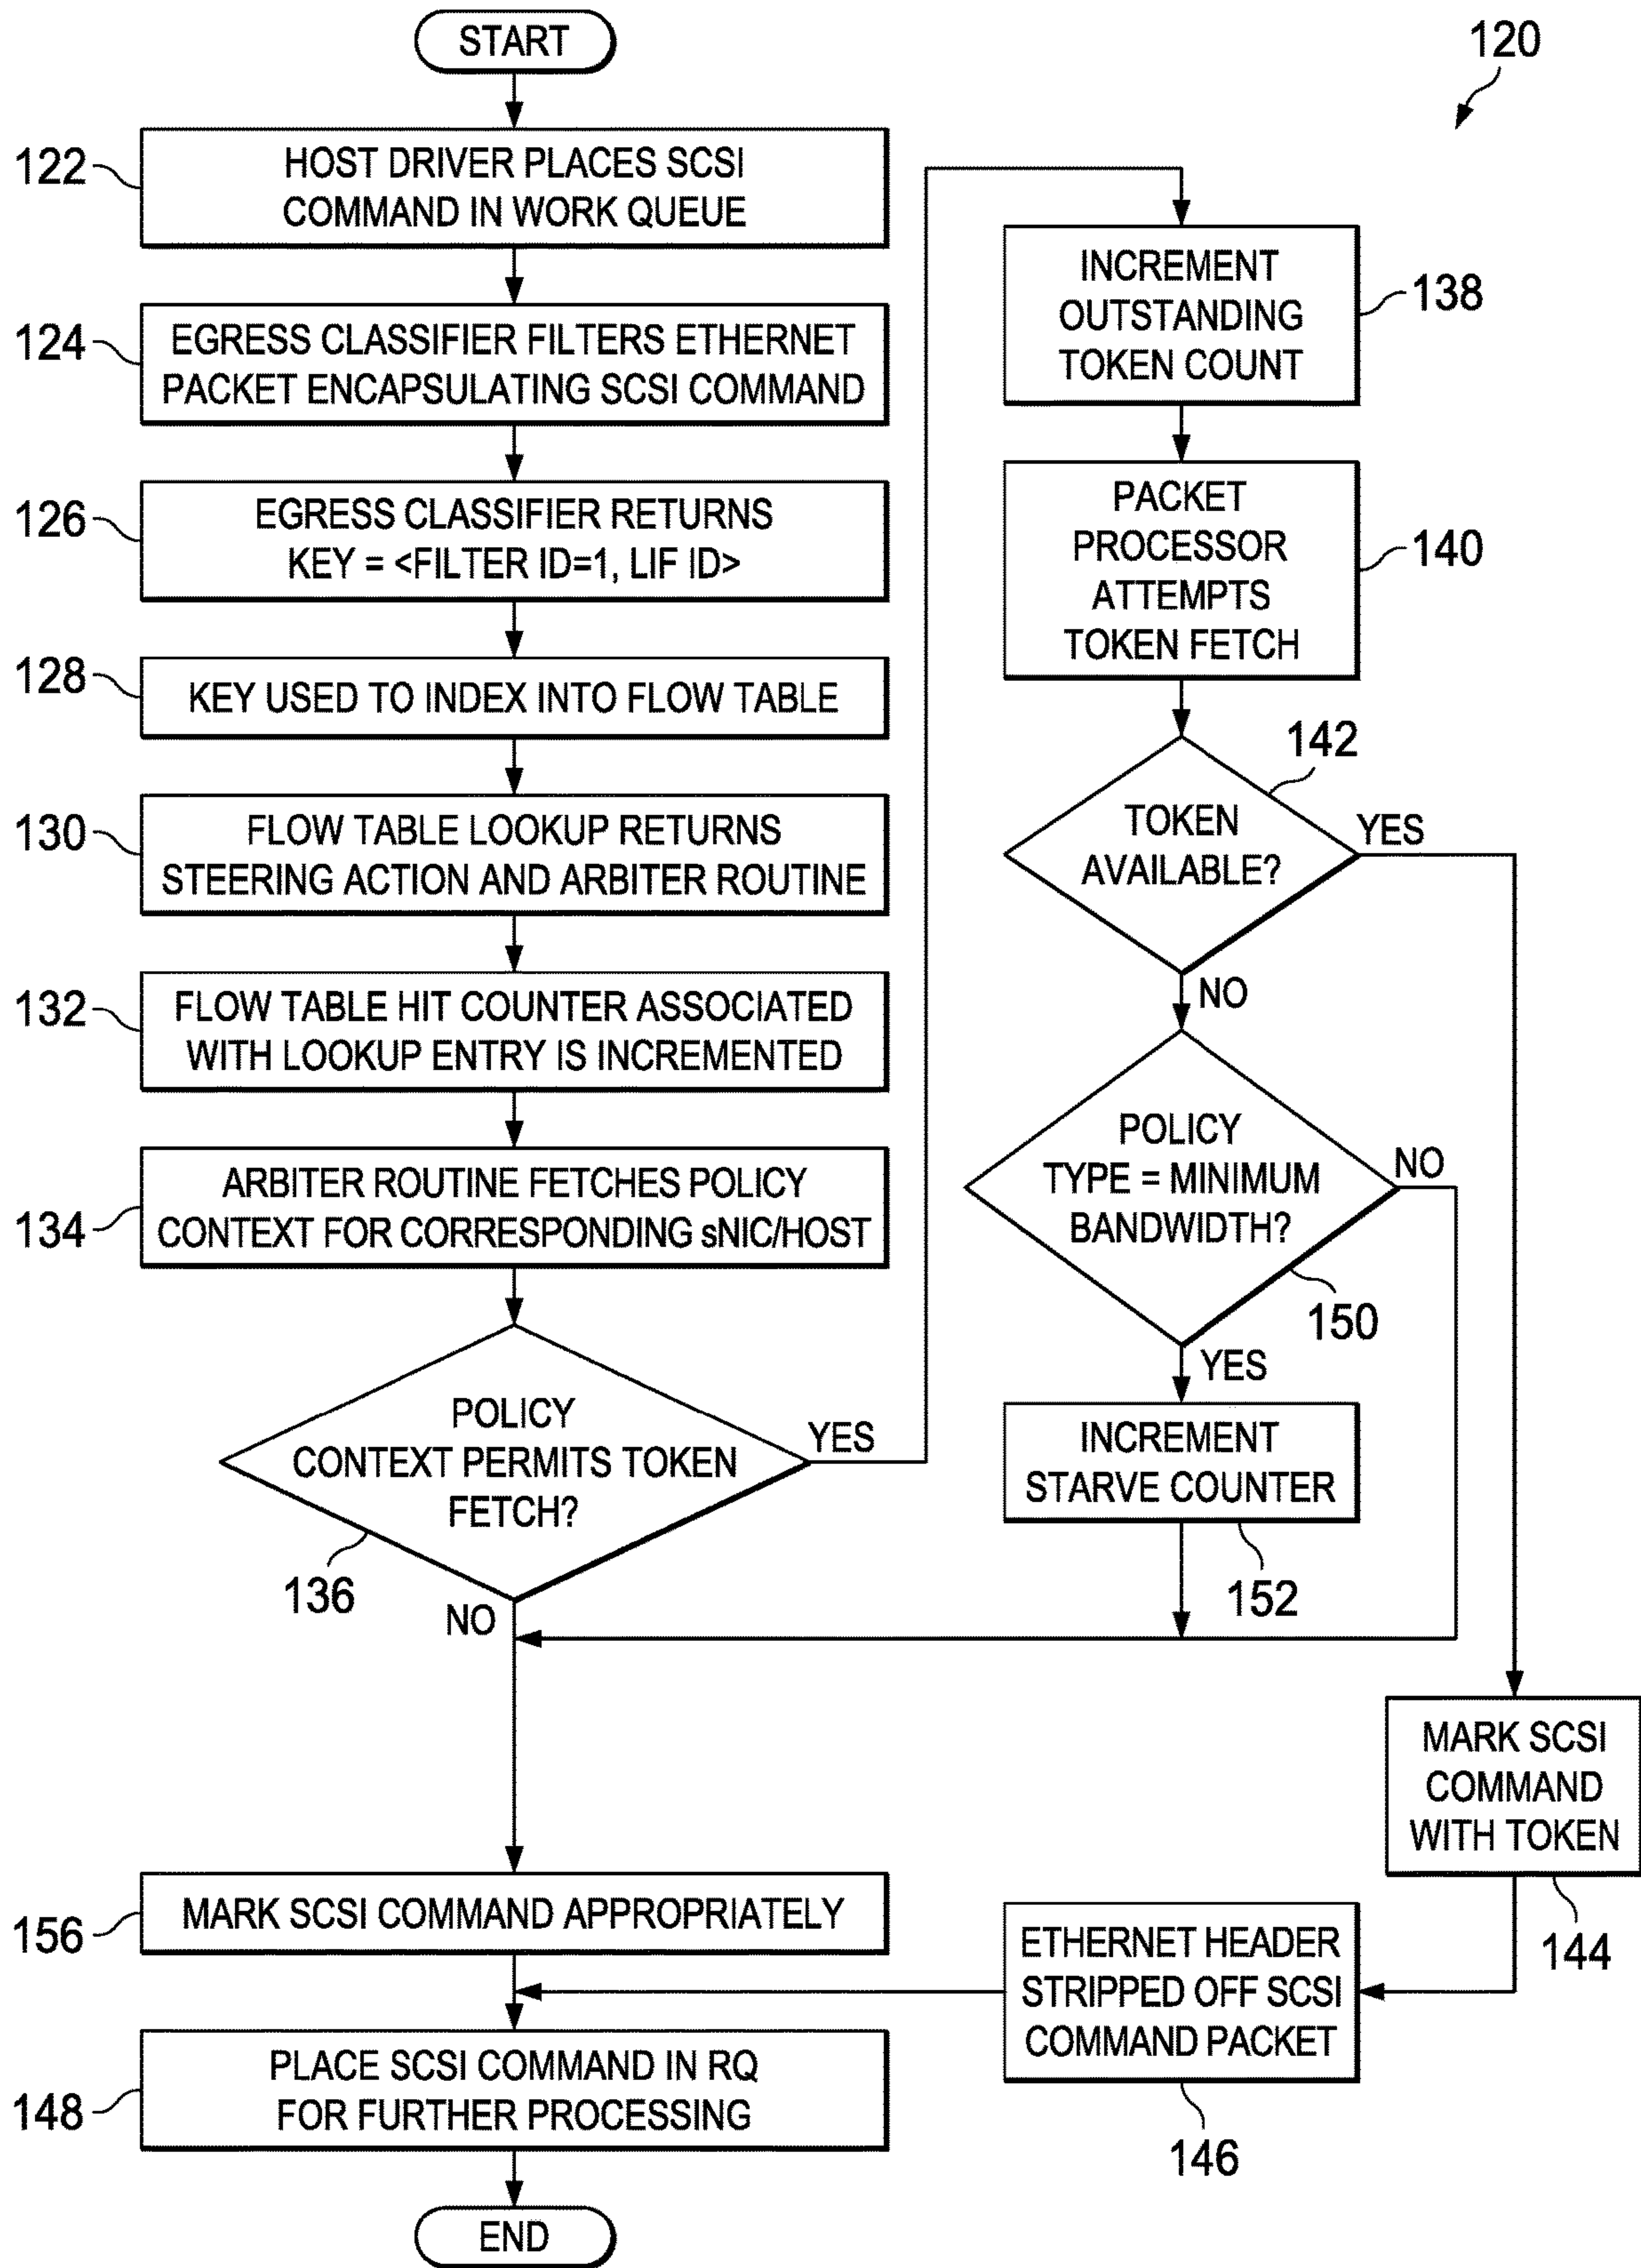 START
120
122
HOST DRIVER PLACES SCSI
COMMAND IN WORK QUEUE
124
EGRESS CLASSIFIER FILTERS ETHERNET
PACKET ENCAPSULATING SCSI COMMAND
126
EGRESS CLASSIFIER RETURNS
KEY = <FILTER ID=1, LIF ID>
128
KEY USED TO INDEX INTO FLOW TABLE
130
FLOW TABLE LOOKUP RETURNS
STEERING ACTION AND ARBITER ROUTINE
132
FLOW TABLE HIT COUNTER ASSOCIATED
WITH LOOKUP ENTRY IS INCREMENTED
134
ARBITER ROUTINE FETCHES POLICY
CONTEXT FOR CORRESPONDING sNIC/HOST
POLICY
CONTEXT PERMITS TOKEN
FETCH?
136
YES
NO
INCREMENT
OUTSTANDING
TOKEN COUNT
138
PACKET
PROCESSOR
ATTEMPTS
TOKEN FETCH
140
142
TOKEN
AVAILABLE?
YES
NO
POLICY
TYPE = MINIMUM
BANDWIDTH?
NO
150
YES
INCREMENT
STARVE COUNTER
152
MARK SCSI
COMMAND
WITH TOKEN
144
ETHERNET HEADER
STRIPPED OFF SCSI
COMMAND PACKET
146
156
MARK SCSI COMMAND APPROPRIATELY
148
PLACE SCSI COMMAND IN RQ
FOR FURTHER PROCESSING
END